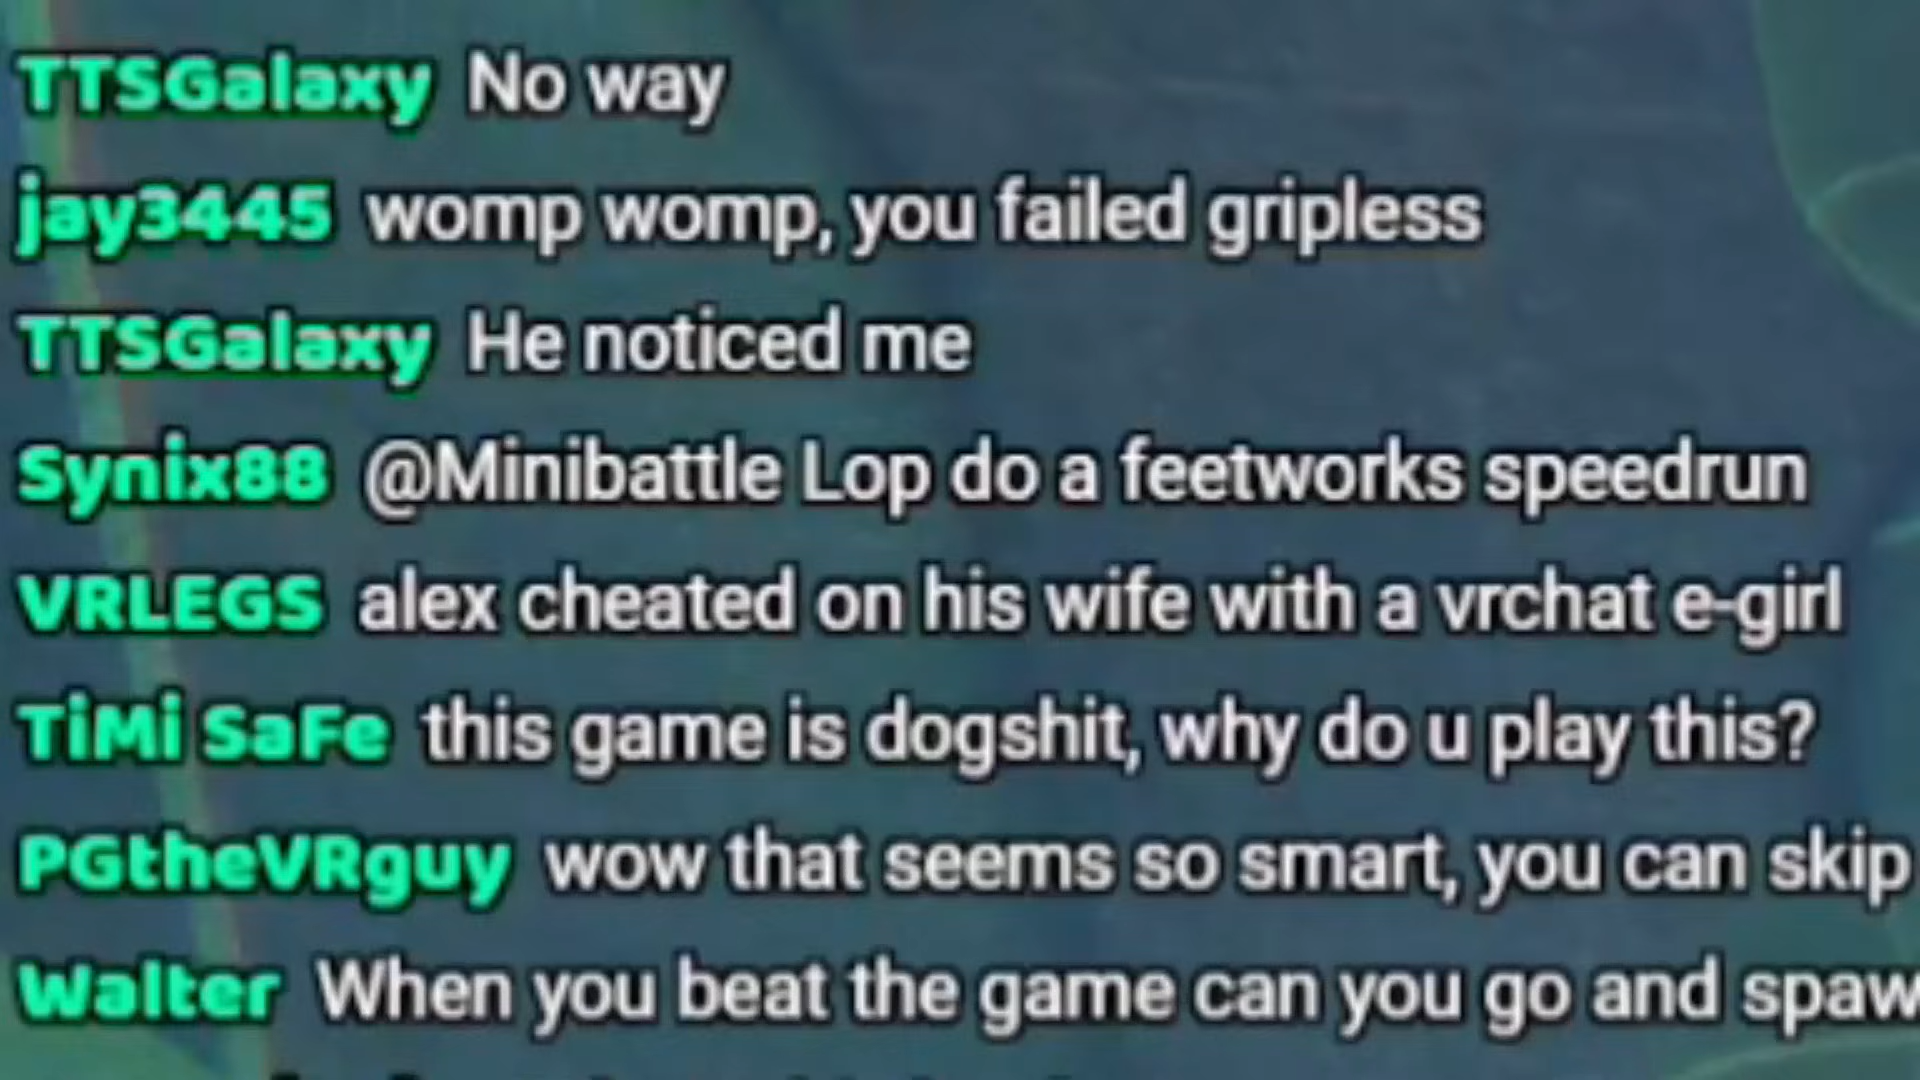 TTSGalaxy No way
jay3445 womp womp, you failed gripless
TTSGalaxy He noticed me
Synix88 @Minibattle Lop do a feetworks speedrun
VRLEGS alex cheated on his wife with a vrchat e-girl
TiMi SaFe this game is dogshit, why do u play this?
PGtheVRguy wow that seems so smart, you can skip
Walter When you beat the game can you go and spaw